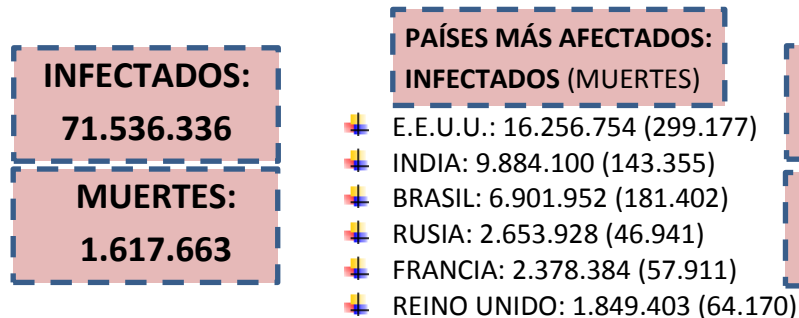 INFECTADOS:
71.536.336
MUERTES:
1.617.663
PAÍSES MÁS AFECTADOS:
INFECTADOS (MUERTES)
E.E.U.U.: 16.256.754 (299.177)
INDIA: 9.884.100 (143.355)
BRASIL: 6.901.952 (181.402)
RUSIA: 2.653.928 (46.941)
FRANCIA: 2.378.384 (57.911)
REINO UNIDO: 1.849.403 (64.170)